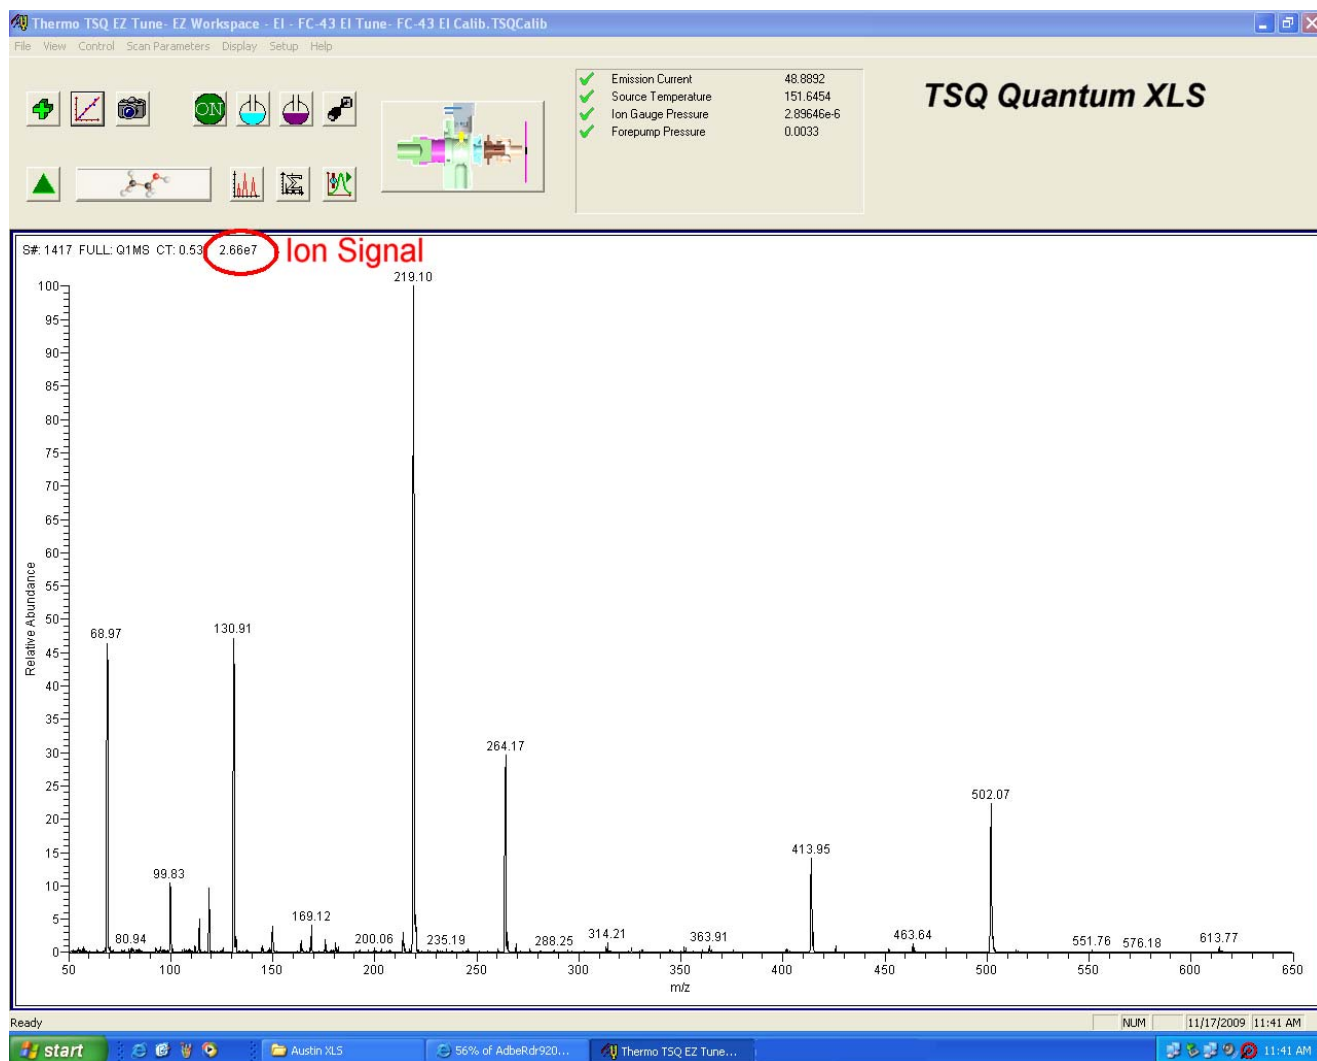 Thermo TSQ EZ Tune- EZ Workspace - EI - FC-43 EI Tune- FC-43 EI Calib.TSQCalib
File View Control Scan Parameters Display Setup Help
ON
Emission Current 48.8892
Source Temperature 151.6454
Ion Gauge Pressure 2.89646e-6
Forepump Pressure 0.0033
TSQ Quantum XLS
S#: 1417 FULL: Q1MS CT: 0.53 2.66e7 Ion Signal
219.10
100
95
90
85
80
75
70
65
60
55
50
45
40
35
30
25
20
15
10
5
0
Relative Abundance
68.97
130.91
264.17
502.07
413.95
99.83
169.12
80.94
200.06
235.19
288.25
314.21
363.91
463.64
551.76
576.18
613.77
50 100 150 200 250 300 350 400 450 500 550 600 650
m/z
Ready NUM 11/17/2009 11:41 AM
start Austin XLS 56% of AdbeRdr920... Thermo TSQ EZ Tune... 11:41 AM